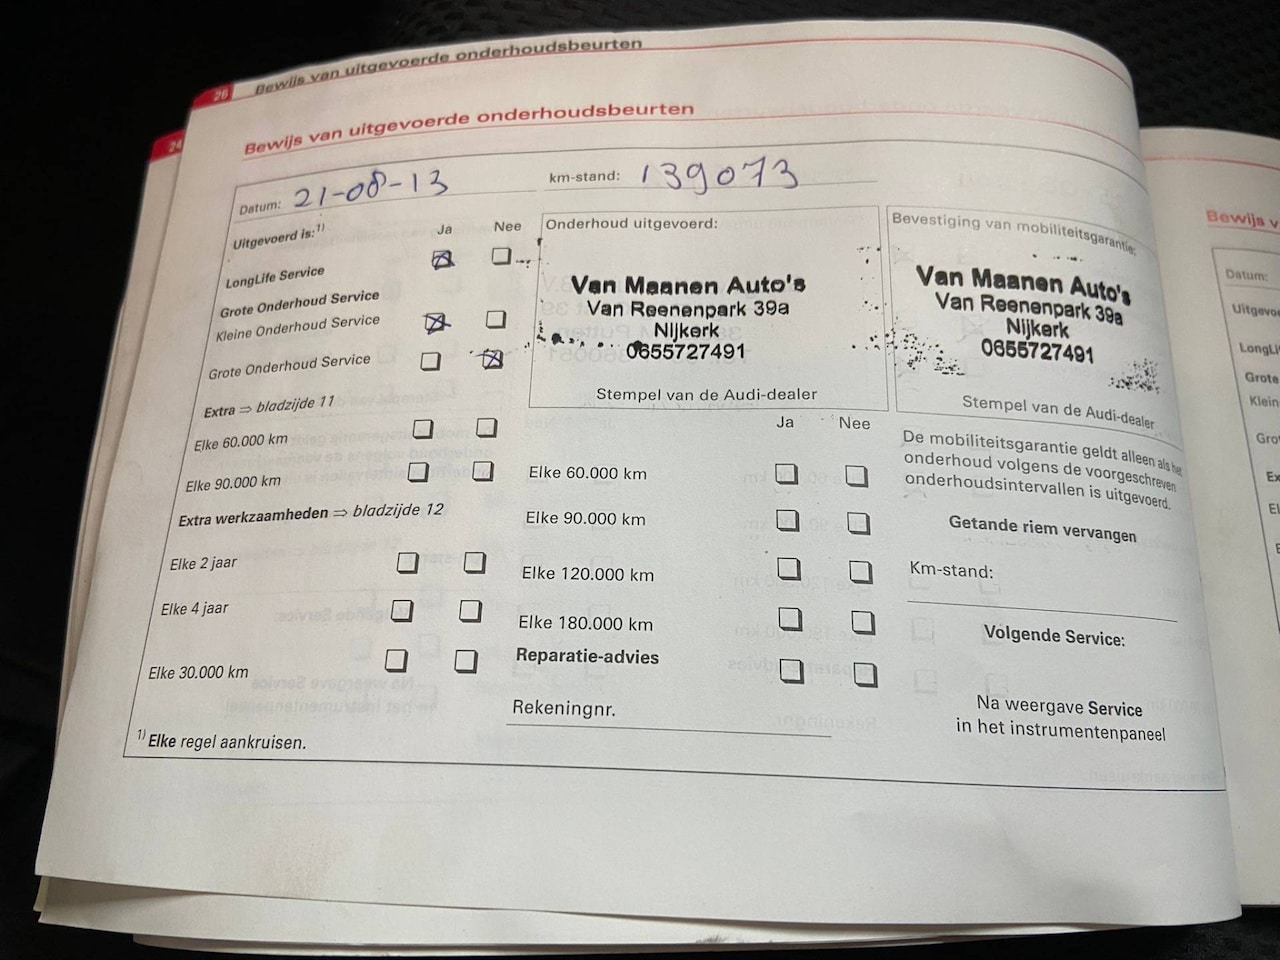 26 Bewijs van uitgevoerde onderhoudsbeurten
24
Bewijs van uitgevoerde onderhoudsbeurten
Datum: 21-08-13 km-stand: 139073
Uitgevoerd is:1) Ja Nee
LongLife Service
Grote Onderhoud Service
Kleine Onderhoud Service
Grote Onderhoud Service
Extra ⇒ bladzijde 11
Elke 60.000 km
Elke 90.000 km
Extra werkzaamheden ⇒ bladzijde 12
Elke 2 jaar
Elke 4 jaar
Elke 30.000 km
1) Elke regel aankruisen.
Onderhoud uitgevoerd:
Van Maanen Auto's
Van Reenenpark 39a
Nijkerk
0655727491
Stempel van de Audi-dealer
Ja Nee
Elke 60.000 km
Elke 90.000 km
Elke 120.000 km
Elke 180.000 km
Reparatie-advies
Rekeningnr.
Bevestiging van mobiliteitsgarantie:
Van Maanen Auto's
Van Reenenpark 39a
Nijkerk
0655727491
Stempel van de Audi-dealer
De mobiliteitsgarantie geldt alleen als het
onderhoud volgens de voorgeschreven
onderhoudsintervallen is uitgevoerd.
Getande riem vervangen
Km-stand:
Volgende Service:
Na weergave Service
in het instrumentenpaneel
Bewijs v
Datum:
Uitgevoe
LongLi
Grote
Klein
Gro
Ex
El